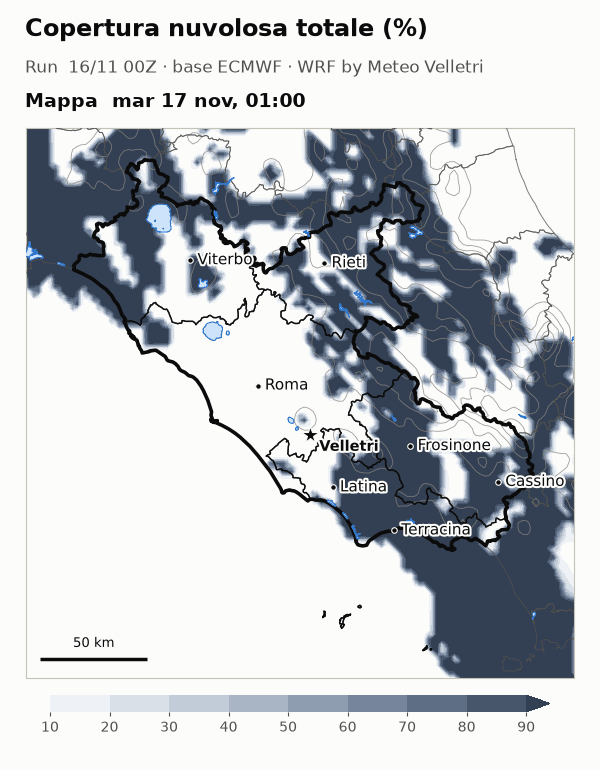 Copertura nuvolosa totale (%)
Run  16/11 00Z · base ECMWF · WRF by Meteo Velletri
Mappa  mar 17 nov, 01:00
Viterbo
Rieti
Roma
Velletri
Frosinone
Cassino
Latina
Terracina
50 km
10 20 30 40 50 60 70 80 90